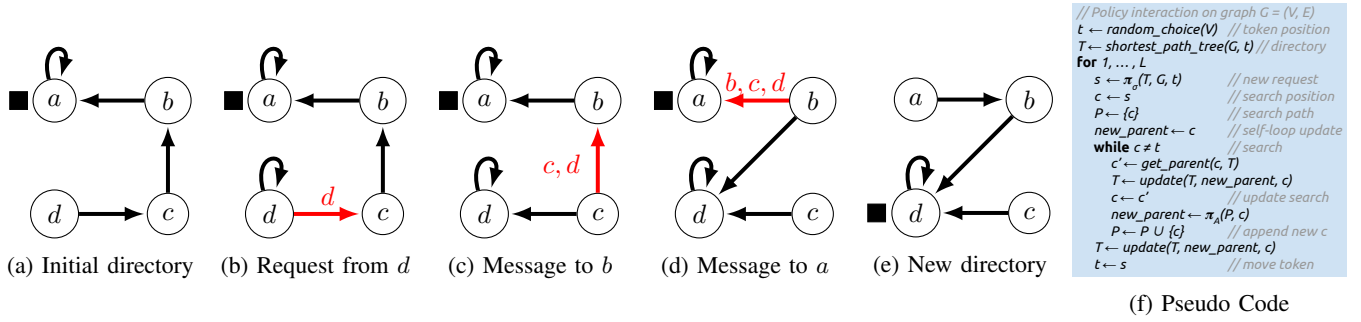 a
b
d
c
(a) Initial directory
a
b
d
d
c
(b) Request from d
a
b
c, d
d
c
(c) Message to b
b, c, d
a
b
d
c
(d) Message to a
a
b
d
c
(e) New directory
// Policy interaction on graph G = (V, E)
t ← random_choice(V) // token position
T ← shortest_path_tree(G, t) // directory
for 1, ... , L
s ← π_σ(T, G, t) // new request
c ← s // search position
P ← {c} // search path
new_parent ← c // self-loop update
while c ≠ t // search
c' ← get_parent(c, T)
T ← update(T, new_parent, c)
c ← c' // update search
new_parent ← π_A(P, c)
P ← P ∪ {c} // append new c
T ← update(T, new_parent, c)
t ← s // move token
(f) Pseudo Code